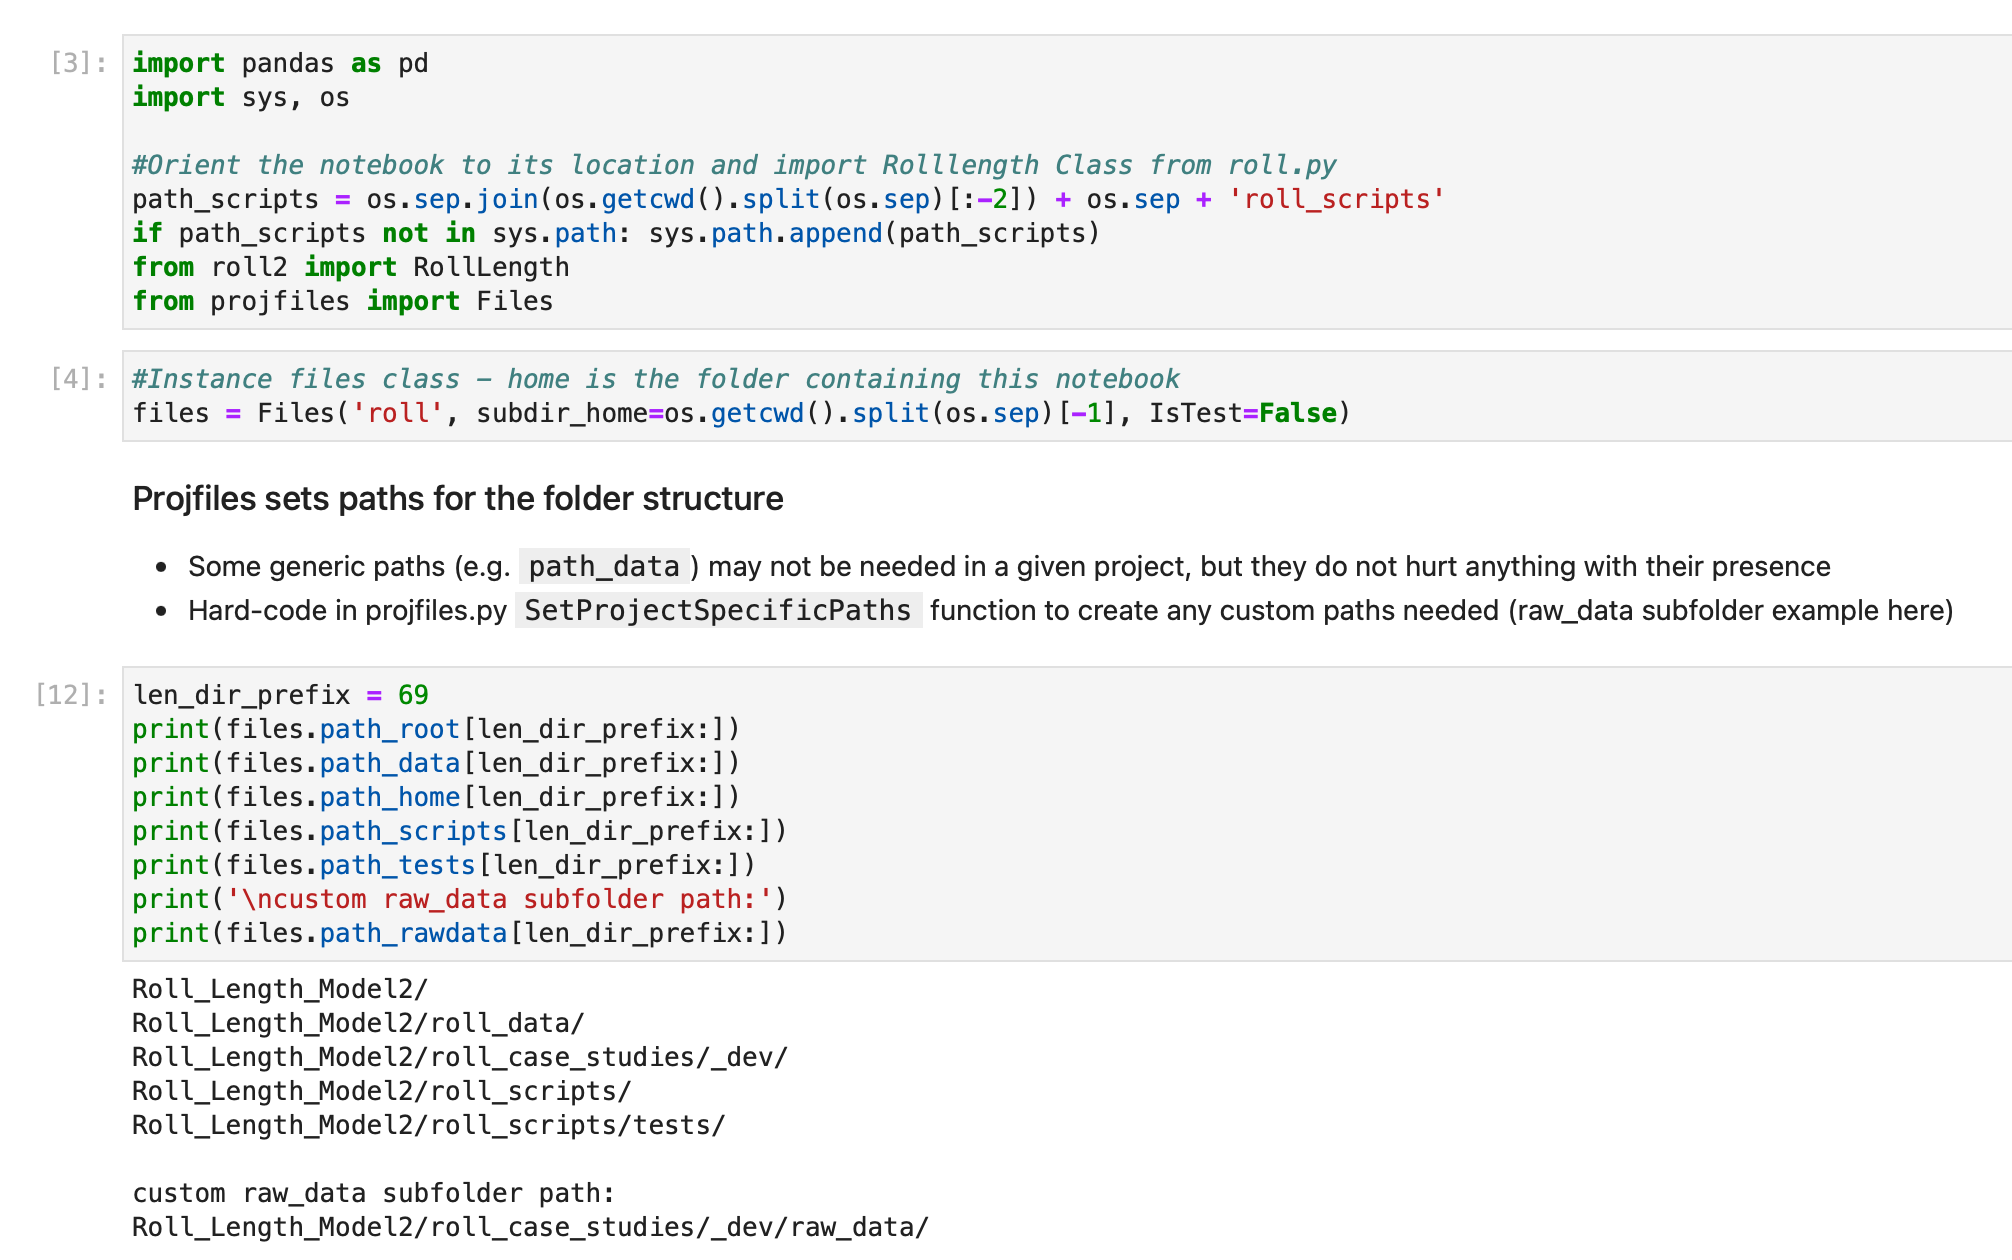 [3]:
import pandas as pd
import sys, os
#Orient the notebook to its location and import Rolllength Class from roll.py
path_scripts = os.sep.join(os.getcwd().split(os.sep)[:-2]) + os.sep + 'roll_scripts'
if path_scripts not in sys.path: sys.path.append(path_scripts)
from roll2 import RollLength
from projfiles import Files
[4]:
#Instance files class – home is the folder containing this notebook
files = Files('roll', subdir_home=os.getcwd().split(os.sep)[-1], IsTest=False)
Projfiles sets paths for the folder structure
• Some generic paths (e.g. path_data ) may not be needed in a given project, but they do not hurt anything with their presence
• Hard-code in projfiles.py SetProjectSpecificPaths function to create any custom paths needed (raw_data subfolder example here)
[12]:
len_dir_prefix = 69
print(files.path_root[len_dir_prefix:])
print(files.path_data[len_dir_prefix:])
print(files.path_home[len_dir_prefix:])
print(files.path_scripts[len_dir_prefix:])
print(files.path_tests[len_dir_prefix:])
print('\ncustom raw_data subfolder path:')
print(files.path_rawdata[len_dir_prefix:])
Roll_Length_Model2/
Roll_Length_Model2/roll_data/
Roll_Length_Model2/roll_case_studies/_dev/
Roll_Length_Model2/roll_scripts/
Roll_Length_Model2/roll_scripts/tests/
custom raw_data subfolder path:
Roll_Length_Model2/roll_case_studies/_dev/raw_data/